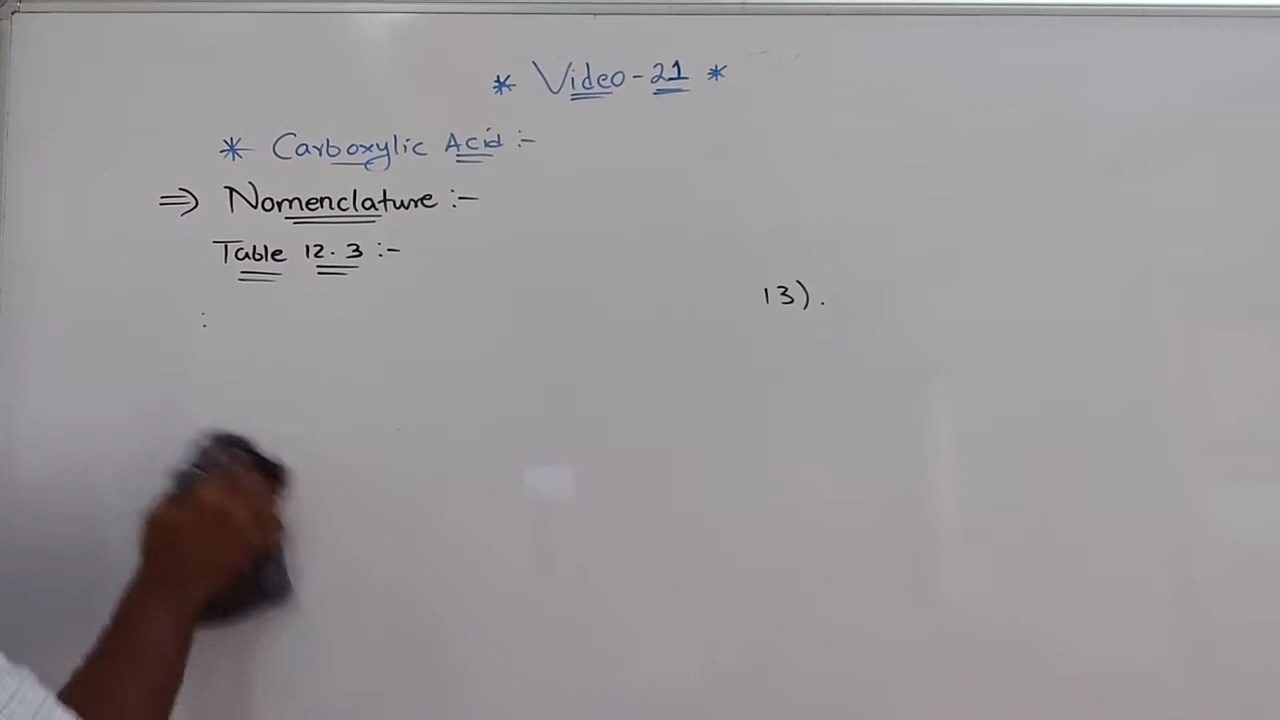 * Video-21 *
* Carboxylic Acid :-
⇒ Nomenclature :-
Table 12.3 :-
13).
: